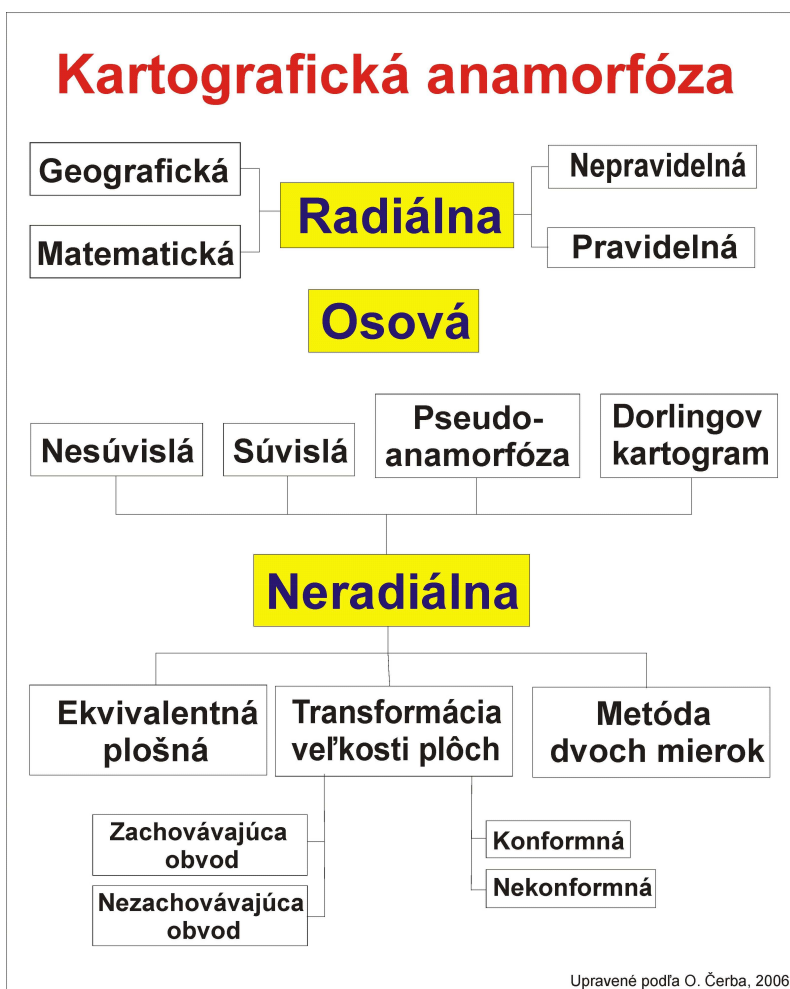 Kartografická anamorfóza
Geografická
Matematická
Radiálna
Nepravidelná
Pravidelná
Osová
Nesúvislá
Súvislá
Pseudo-
anamorfóza
Dorlingov
kartogram
Neradiálna
Ekvivalentná
plošná
Transformácia
veľkosti plôch
Metóda
dvoch mierok
Zachovávajúca
obvod
Nezachovávajúca
obvod
Konformná
Nekonformná
Upravené podľa O. Čerba, 2006